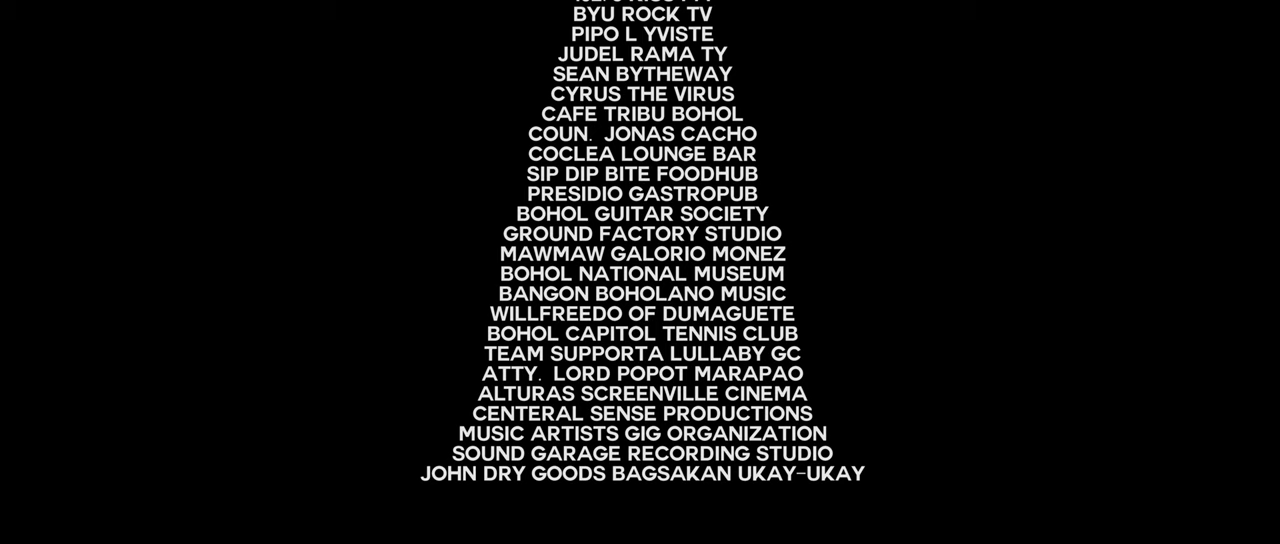 BYU ROCK TV
PIPO L YVISTE
JUDEL RAMA TY
SEAN BYTHEWAY
CYRUS THE VIRUS
CAFE TRIBU BOHOL
COUN. JONAS CACHO
COCLEA LOUNGE BAR
SIP DIP BITE FOODHUB
PRESIDIO GASTROPUB
BOHOL GUITAR SOCIETY
GROUND FACTORY STUDIO
MAWMAW GALORIO MONEZ
BOHOL NATIONAL MUSEUM
BANGON BOHOLANO MUSIC
WILLFREEDO OF DUMAGUETE
BOHOL CAPITOL TENNIS CLUB
TEAM SUPPORTA LULLABY GC
ATTY. LORD POPOT MARAPAO
ALTURAS SCREENVILLE CINEMA
CENTERAL SENSE PRODUCTIONS
MUSIC ARTISTS GIG ORGANIZATION
SOUND GARAGE RECORDING STUDIO
JOHN DRY GOODS BAGSAKAN UKAY-UKAY